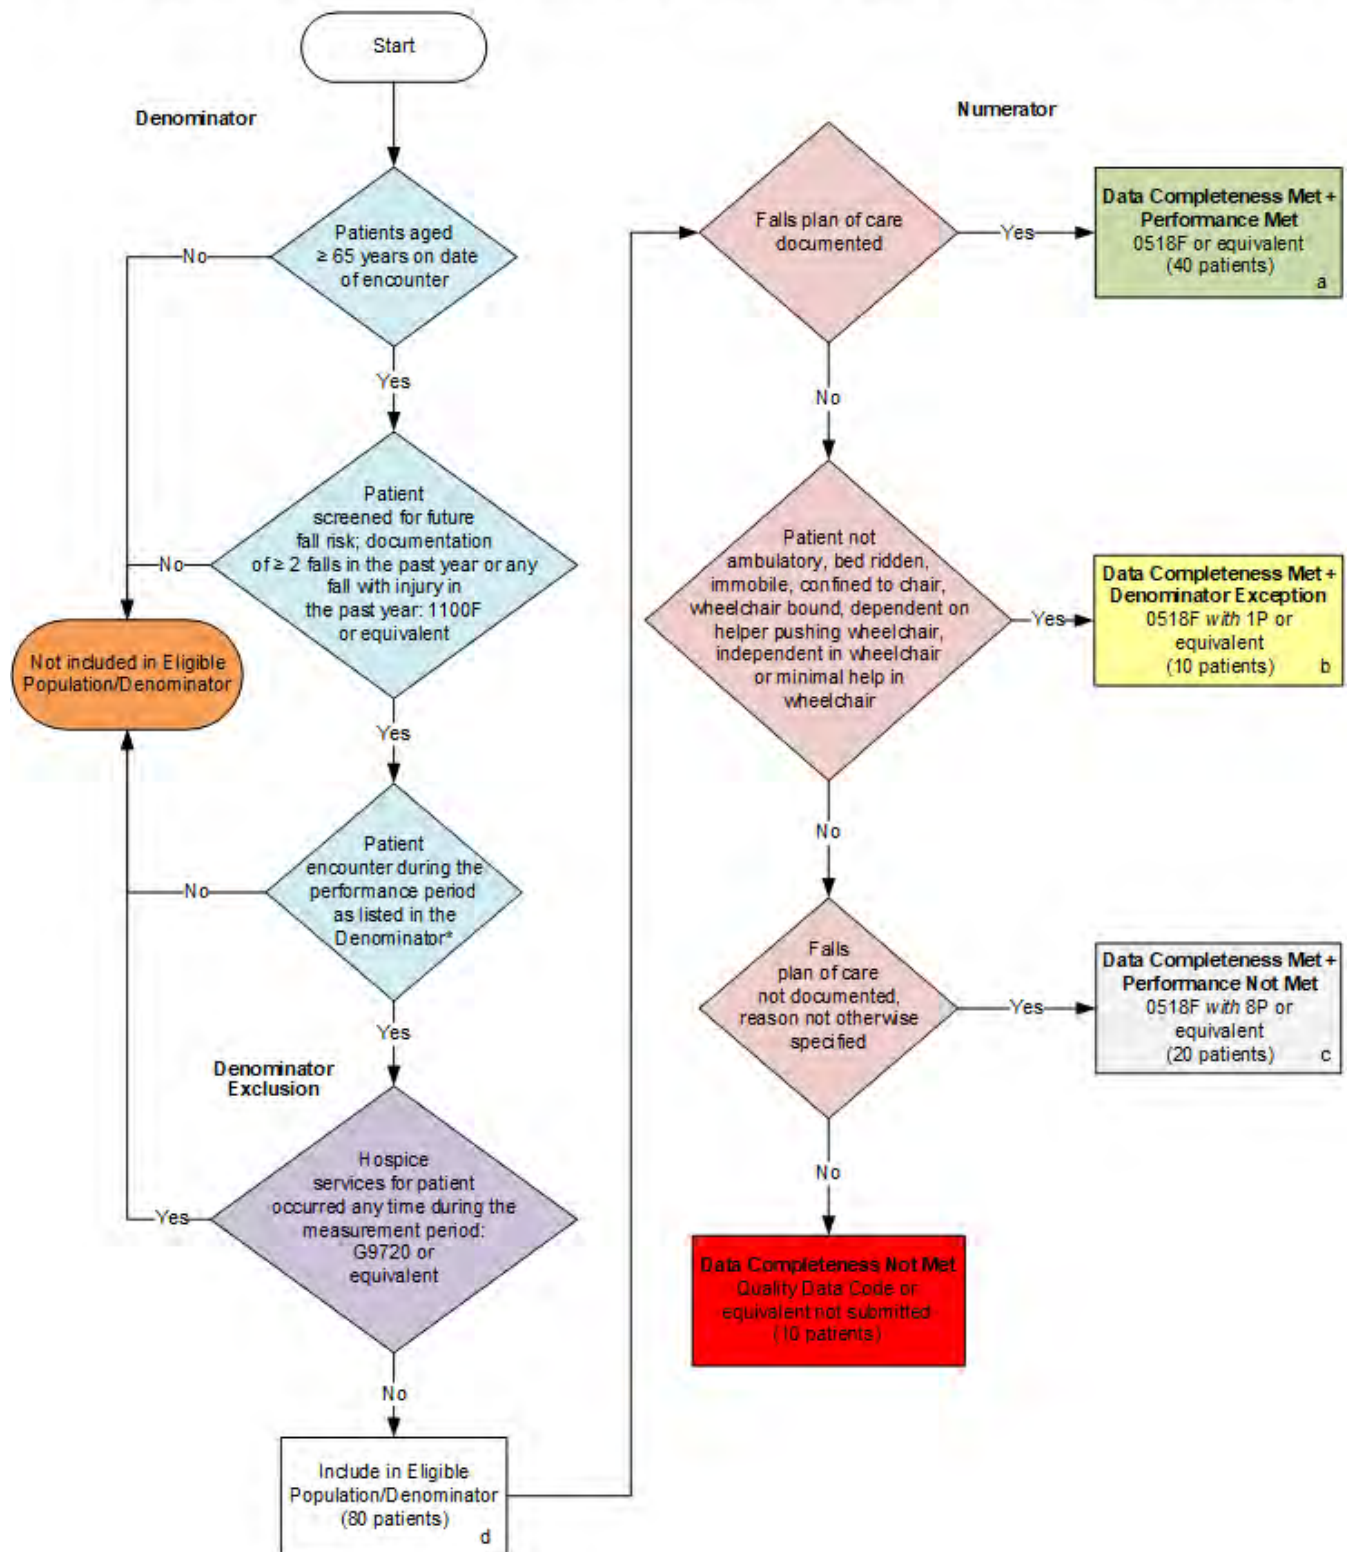 Start
Denominator
Patients aged
≥ 65 years on date
of encounter
No
Yes
Patient
screened for future
fall risk; documentation
of ≥ 2 falls in the past year or any
fall with injury in
the past year: 1100F
or equivalent
No
Not included in Eligible
Population/Denominator
Yes
Patient
encounter during the
performance period
as listed in the
Denominator*
No
Yes
Denominator
Exclusion
Hospice
services for patient
occurred any time during the
measurement period:
G9720 or
equivalent
Yes
No
Include in Eligible
Population/Denominator
(80 patients)
d
Numerator
Falls plan of care
documented
Yes
Data Completeness Met +
Performance Met
0518F or equivalent
(40 patients)
a
No
Patient not
ambulatory, bed ridden,
immobile, confined to chair,
wheelchair bound, dependent on
helper pushing wheelchair,
independent in wheelchair
or minimal help in
wheelchair
Yes
Data Completeness Met +
Denominator Exception
0518F with 1P or
equivalent
(10 patients)
b
No
Falls
plan of care
not documented,
reason not otherwise
specified
Yes
Data Completeness Met +
Performance Not Met
0518F with 8P or
equivalent
(20 patients)
c
No
Data Completeness Not Met
Quality Data Code or
equivalent not submitted
(10 patients)